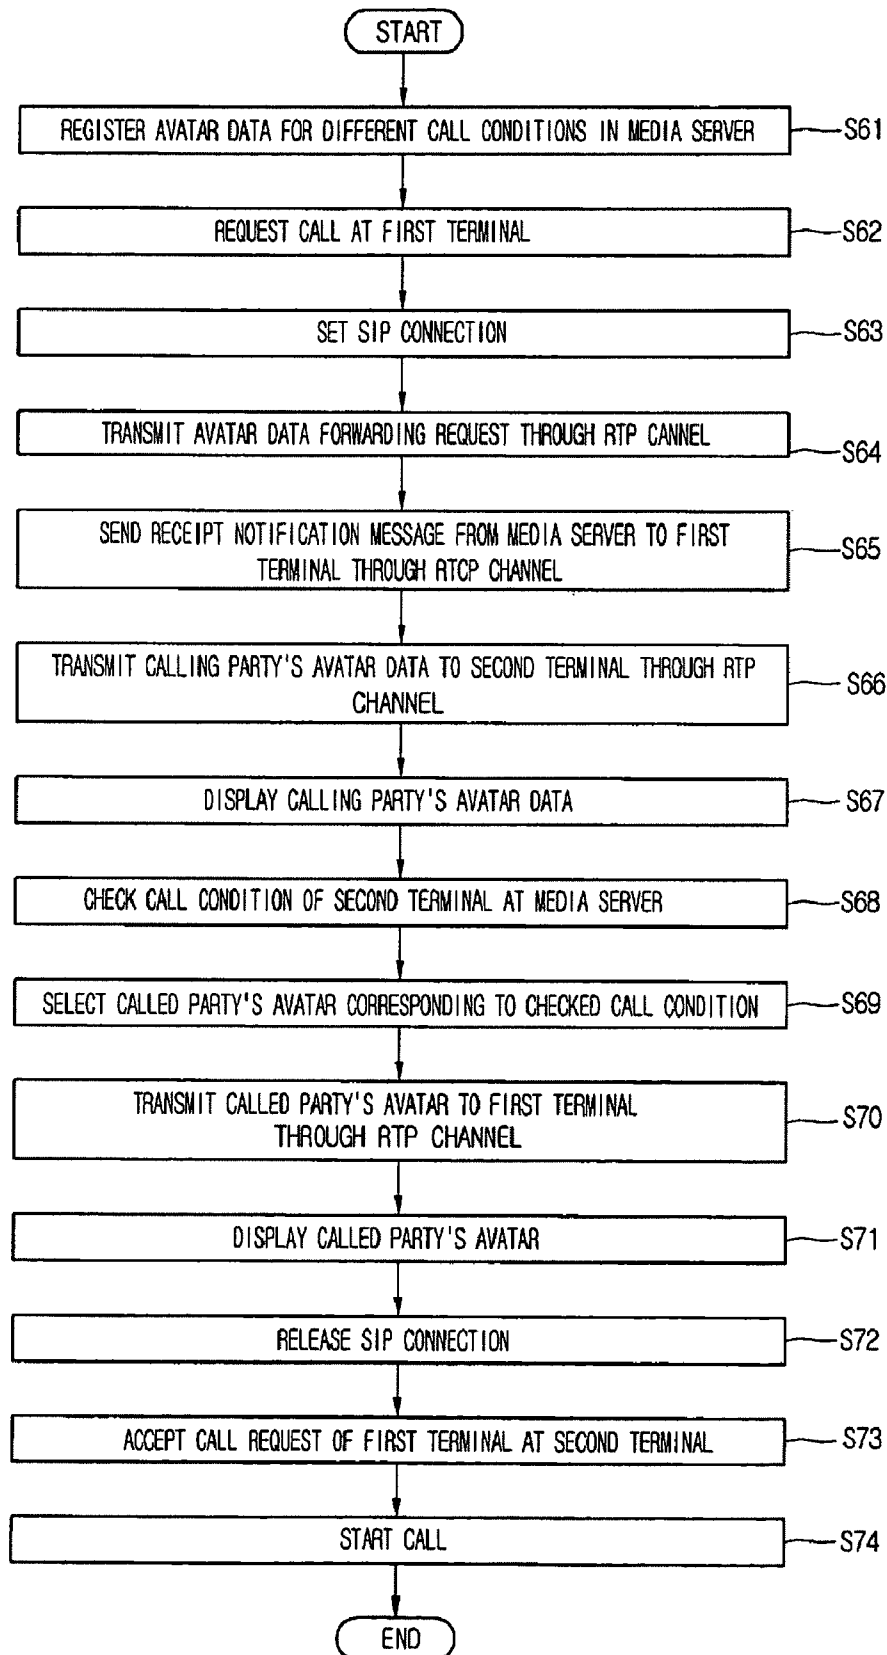 START
REGISTER AVATAR DATA FOR DIFFERENT CALL CONDITIONS IN MEDIA SERVER
S61
REQUEST CALL AT FIRST TERMINAL
S62
SET SIP CONNECTION
S63
TRANSMIT AVATAR DATA FORWARDING REQUEST THROUGH RTP CANNEL
S64
SEND RECEIPT NOTIFICATION MESSAGE FROM MEDIA SERVER TO FIRST
TERMINAL THROUGH RTCP CHANNEL
S65
TRANSMIT CALLING PARTY'S AVATAR DATA TO SECOND TERMINAL THROUGH RTP
CHANNEL
S66
DISPLAY CALLING PARTY'S AVATAR DATA
S67
CHECK CALL CONDITION OF SECOND TERMINAL AT MEDIA SERVER
S68
SELECT CALLED PARTY'S AVATAR CORRESPONDING TO CHECKED CALL CONDITION
S69
TRANSMIT CALLED PARTY'S AVATAR TO FIRST TERMINAL
THROUGH RTP CHANNEL
S70
DISPLAY CALLED PARTY'S AVATAR
S71
RELEASE SIP CONNECTION
S72
ACCEPT CALL REQUEST OF FIRST TERMINAL AT SECOND TERMINAL
S73
START CALL
S74
END